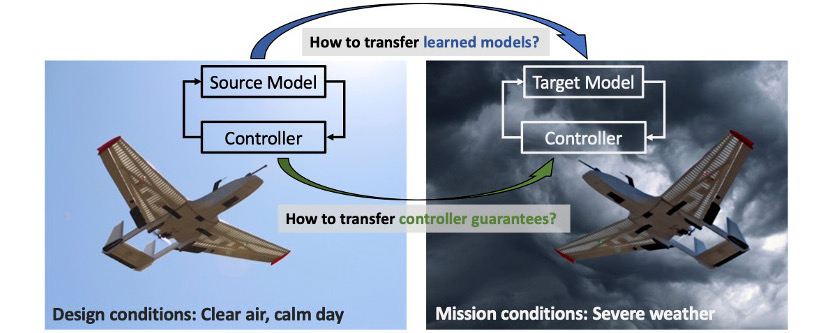 How to transfer learned models?
Source Model
Controller
Target Model
Controller
How to transfer controller guarantees?
Design conditions: Clear air, calm day
Mission conditions: Severe weather